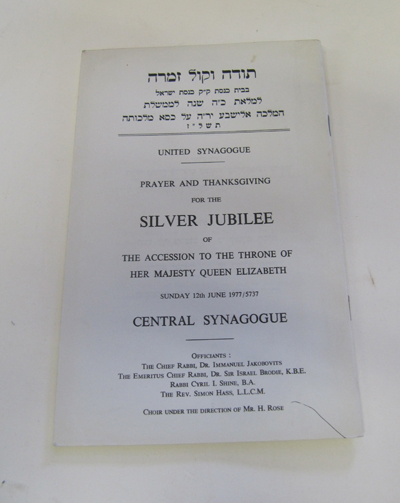 תודה וקול זמרה
בבית כנסת ק״ק כנסת ישראל
למלאת כ״ה שנה לממשלת
המלכה אלישבע יר״ה על כסא מלכותה
תשל״ז
UNITED SYNAGOGUE
PRAYER AND THANKSGIVING
FOR THE
SILVER JUBILEE
OF
THE ACCESSION TO THE THRONE OF
HER MAJESTY QUEEN ELIZABETH
SUNDAY 12th JUNE 1977/5737
CENTRAL SYNAGOGUE
OFFICIANTS :
THE CHIEF RABBI, DR. IMMANUEL JAKOBOVITS
THE EMERITUS CHIEF RABBI, DR. SIR ISRAEL BRODIE, K.B.E.
RABBI CYRIL I. SHINE, B.A.
THE REV. SIMON HASS, L.L.C.M.
CHOIR UNDER THE DIRECTION OF MR. H. ROSE